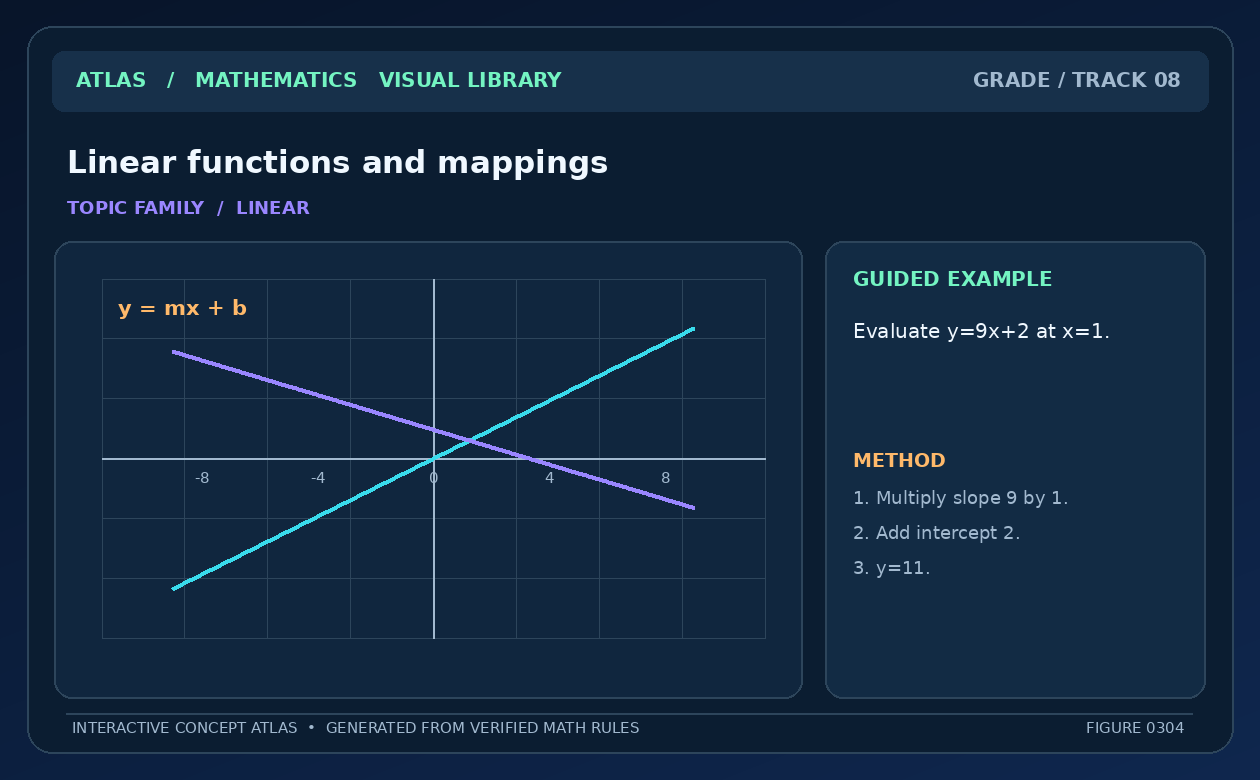 ATLAS / MATHEMATICS VISUAL LIBRARY
GRADE / TRACK 08
Linear functions and mappings
TOPIC FAMILY / LINEAR
y = mx + b
-8 -4 0 4 8
GUIDED EXAMPLE
Evaluate y=9x+2 at x=1.
METHOD
1. Multiply slope 9 by 1.
2. Add intercept 2.
3. y=11.
INTERACTIVE CONCEPT ATLAS • GENERATED FROM VERIFIED MATH RULES
FIGURE 0304